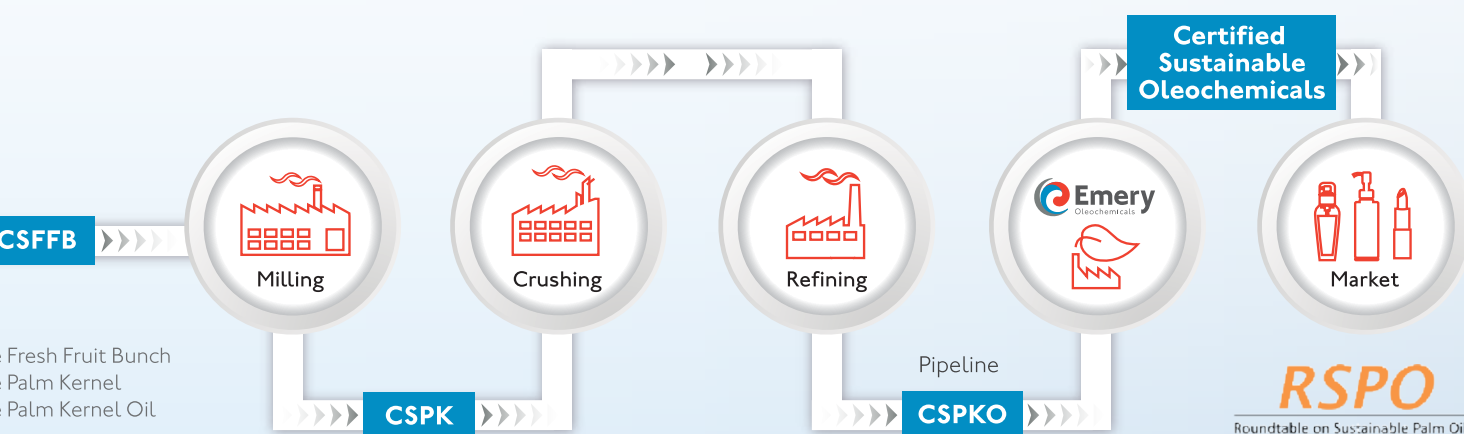 Certified
Sustainable
Oleochemicals
Emery
Oleochemicals
CSFFB
Milling
Crushing
Refining
Market
e Fresh Fruit Bunch
e Palm Kernel
e Palm Kernel Oil
Pipeline
CSPK
CSPKO
RSPO
Roundtable on Sustainable Palm Oil